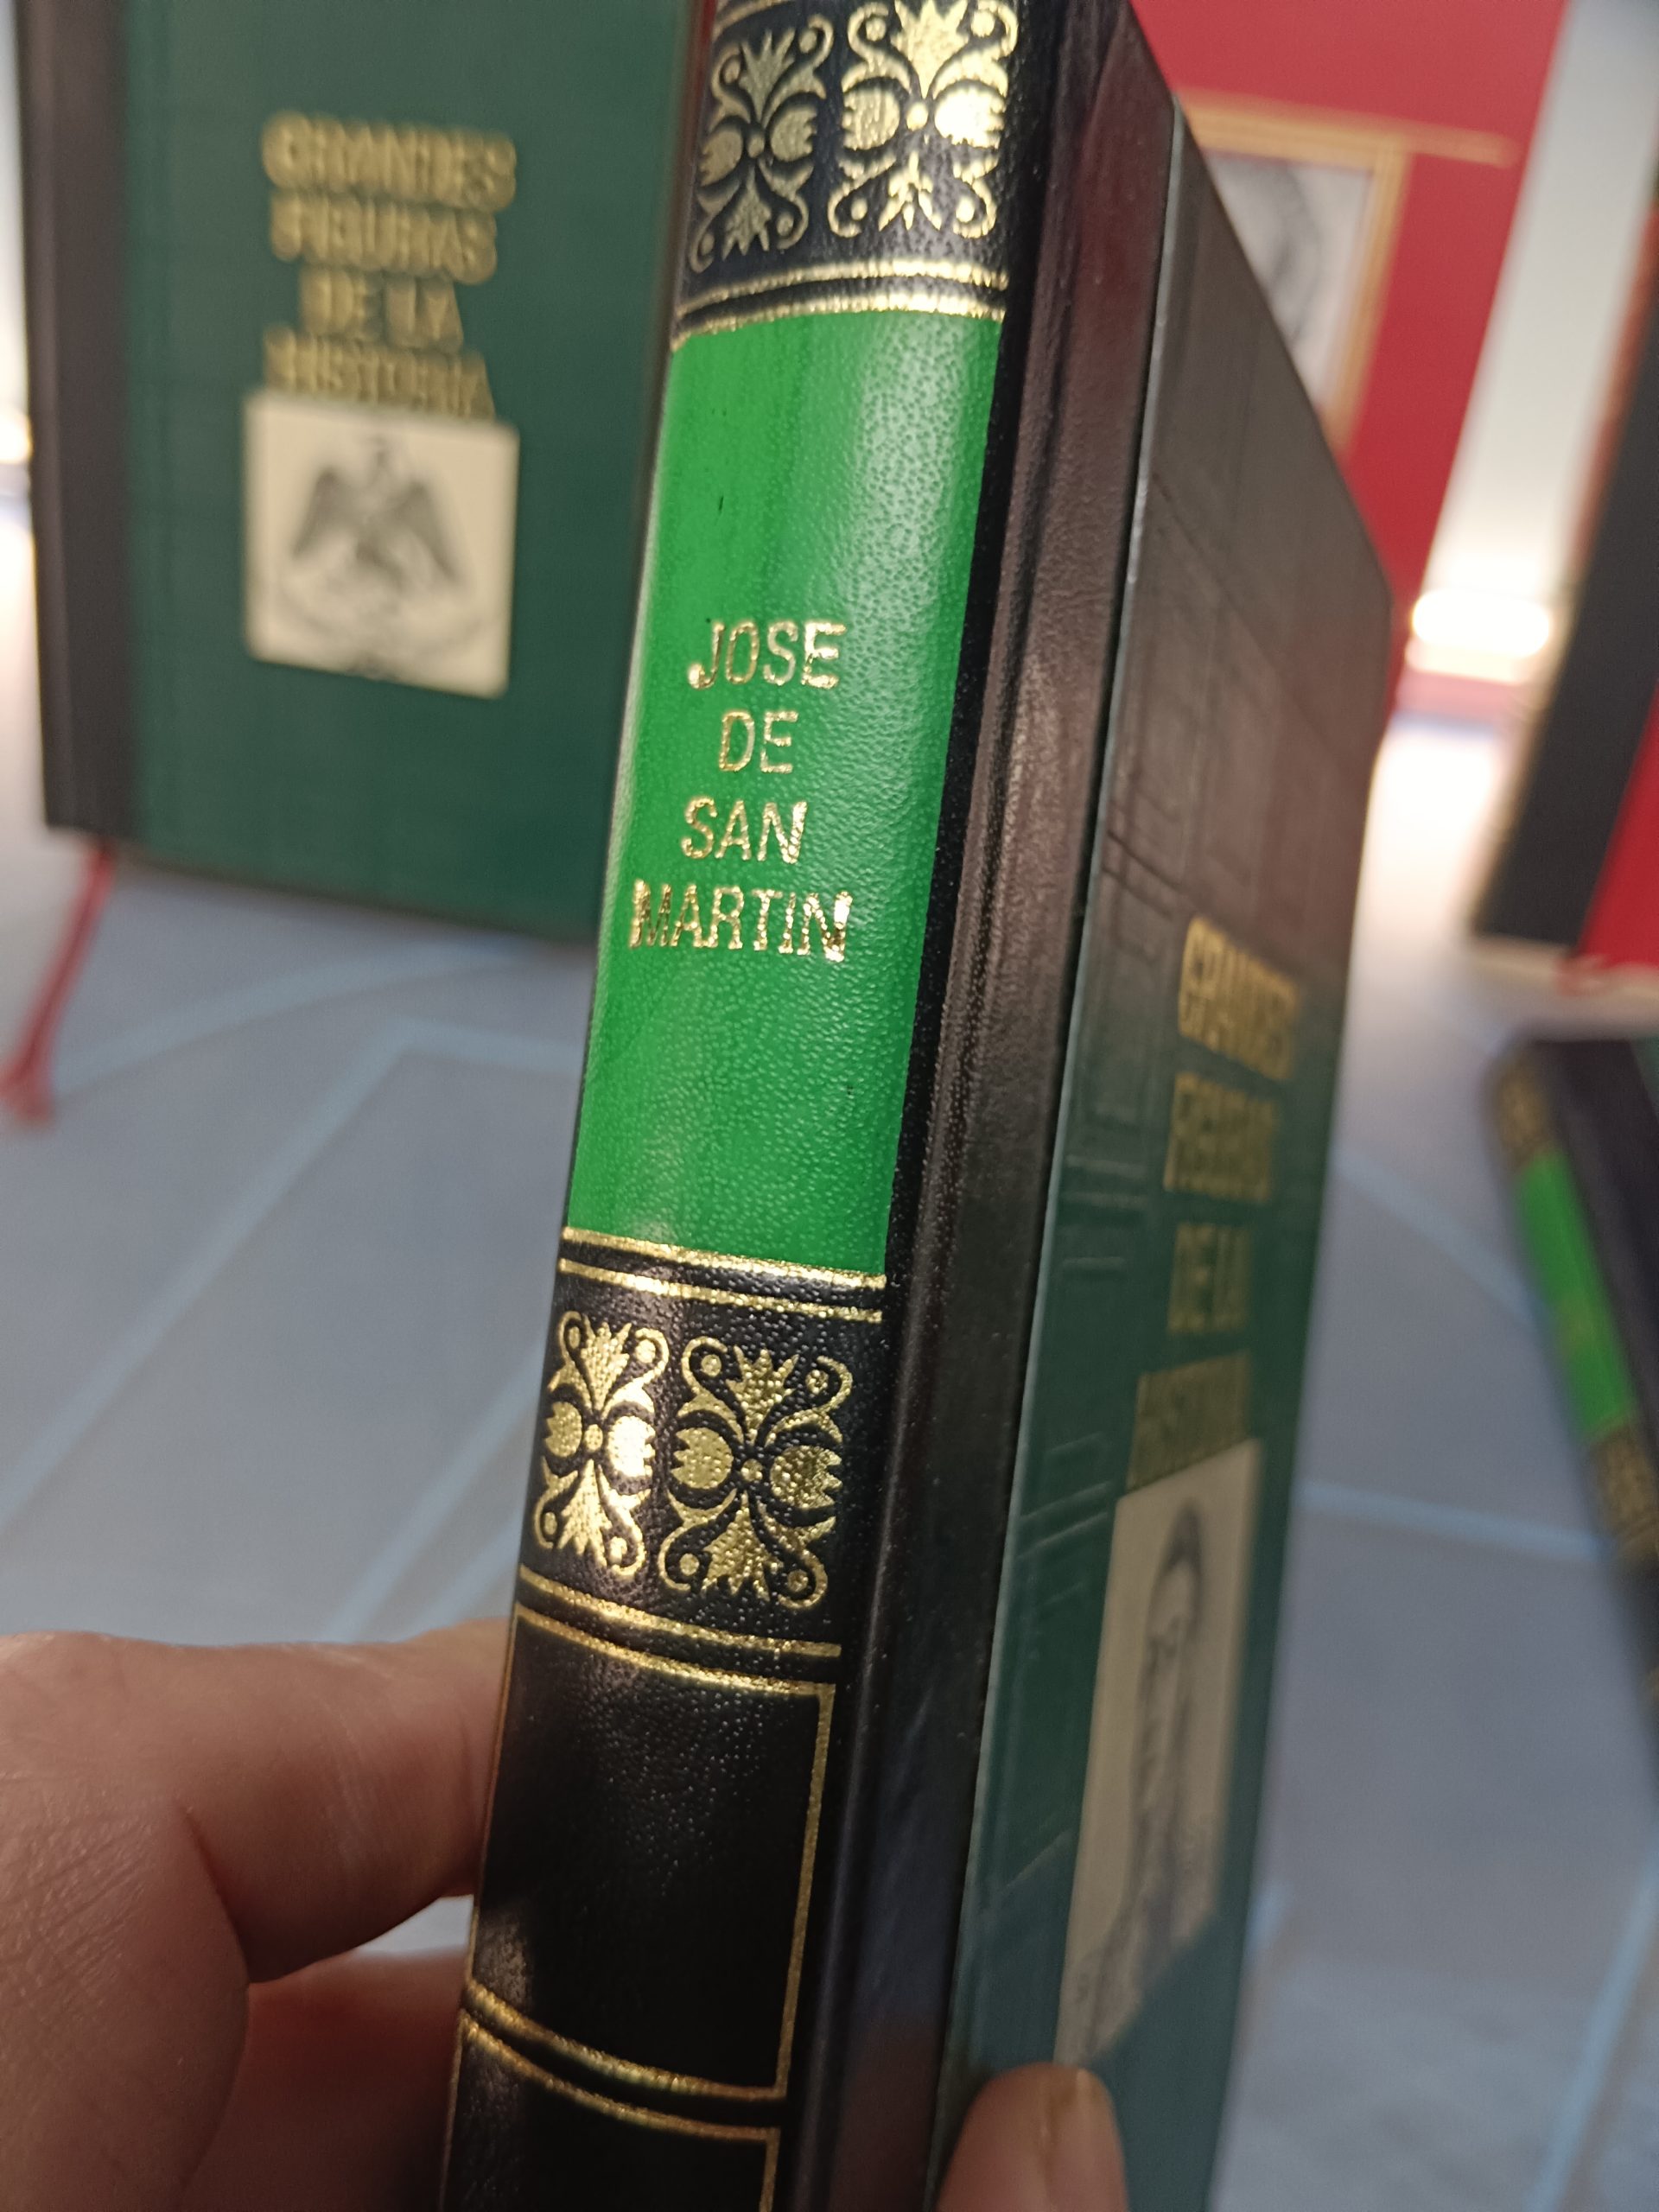 GRANDES
FIGURAS
DE LA
HISTORIA
JOSE
DE
SAN
MARTIN
GRANDES
FIGURAS
DE LA
HISTORIA